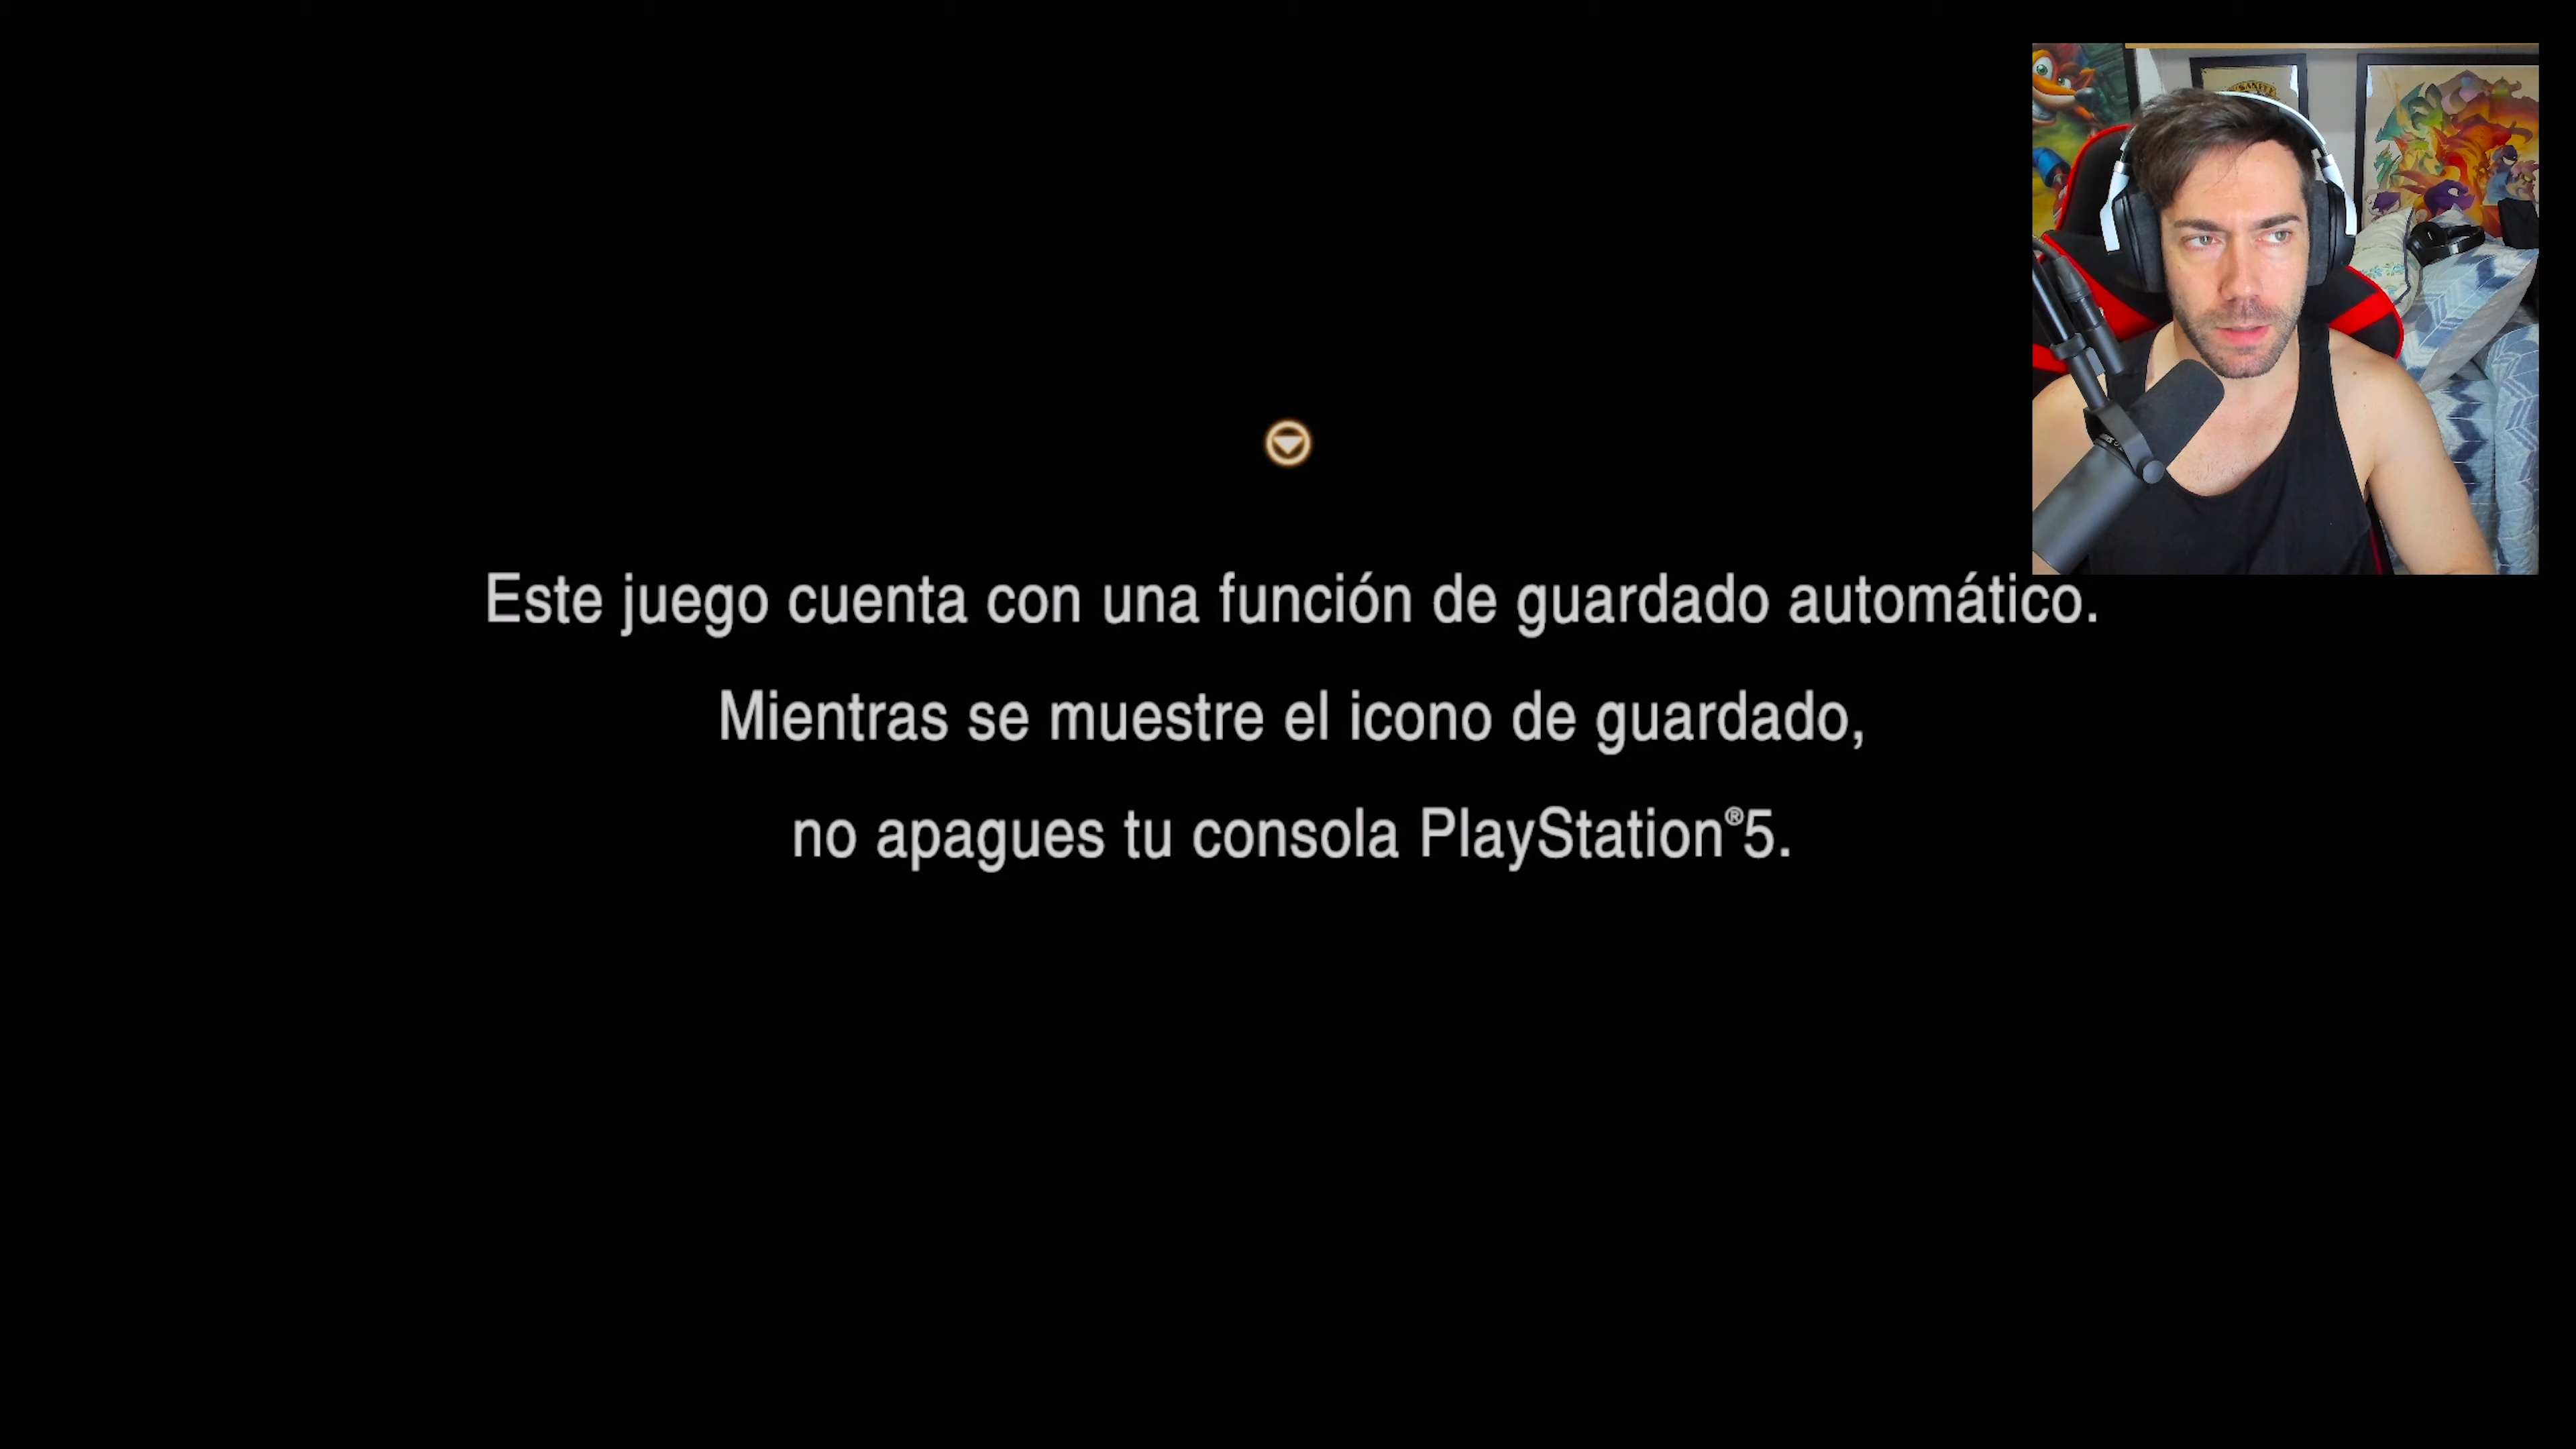 Este juego cuenta con una función de guardado automático.
Mientras se muestre el icono de guardado,
no apagues tu consola PlayStation®5.